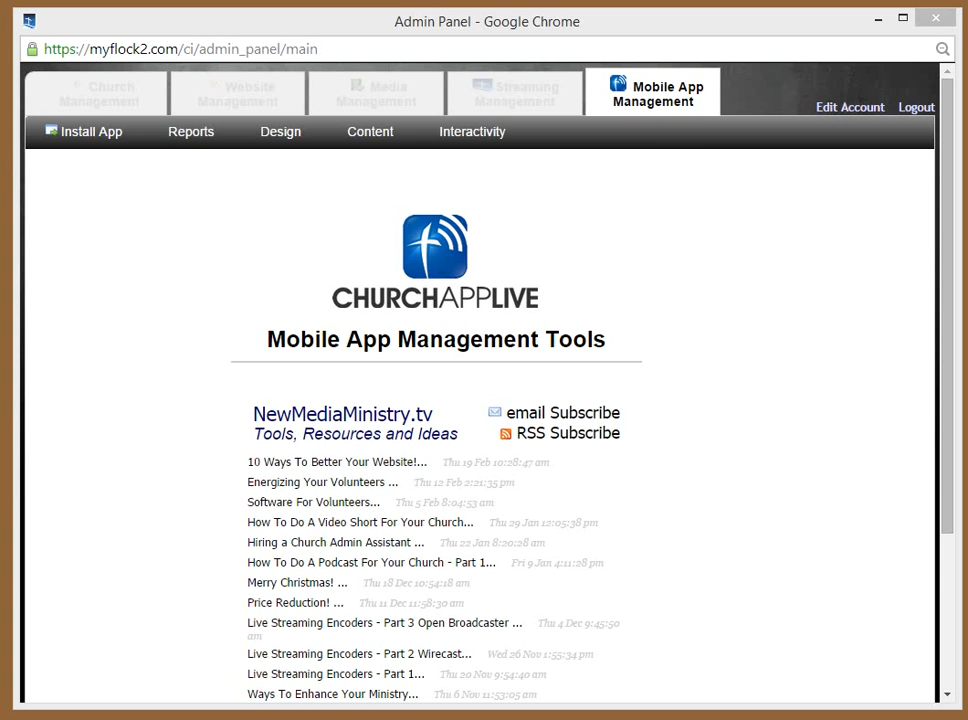 Admin Panel - Google Chrome
https://myflock2.com/ci/admin_panel/main
Church Management
Website Management
Media Management
Streaming Management
Mobile App Management
Edit Account Logout
Install App Reports Design Content Interactivity
CHURCHAPPLIVE
Mobile App Management Tools
NewMediaMinistry.tv
Tools, Resources and Ideas
email Subscribe
RSS Subscribe
10 Ways To Better Your Website!... Thu 19 Feb 10:28:47 am
Energizing Your Volunteers ... Thu 12 Feb 2:21:35 pm
Software For Volunteers... Thu 5 Feb 8:04:53 am
How To Do A Video Short For Your Church... Thu 29 Jan 12:05:38 pm
Hiring a Church Admin Assistant ... Thu 22 Jan 8:20:28 am
How To Do A Podcast For Your Church - Part 1... Fri 9 Jan 4:11:28 pm
Merry Christmas! ... Thu 18 Dec 10:54:18 am
Price Reduction! ... Thu 11 Dec 11:58:30 am
Live Streaming Encoders - Part 3 Open Broadcaster ... Thu 4 Dec 9:45:50
am
Live Streaming Encoders - Part 2 Wirecast... Wed 26 Nov 1:55:34 pm
Live Streaming Encoders - Part 1... Thu 20 Nov 9:54:40 am
Ways To Enhance Your Ministry... Thu 6 Nov 11:53:05 am